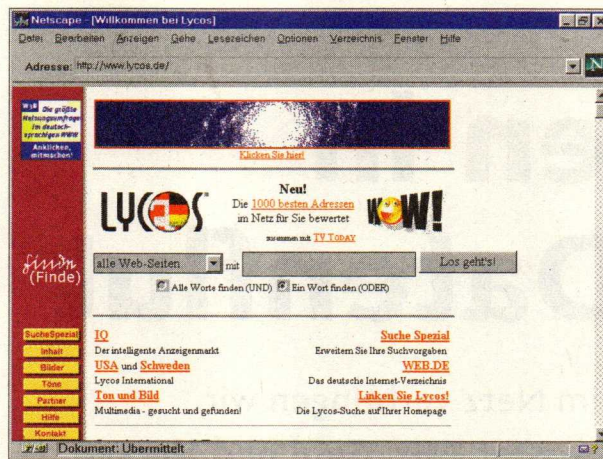 Netscape - [Willkommen bei Lycos]
Datei Bearbeiten Anzeigen Gehe Lesezeichen Optionen Verzeichnis Fenster Hilfe
Adresse: http://www.lycos.de/
N
W3B Die größte
Meinungsumfrage
im deutsch-
sprachigen WWW
Anklicken,
mitmachen!
Klicken Sie hier!
LYCOS
Neu!
Die 1000 besten Adressen
im Netz für Sie bewertet
zusammen mit TV TODAY
WOW!
finde
(Finde)
alle Web-Seiten mit Los geht's!
Alle Worte finden (UND) Ein Wort finden (ODER)
SucheSpezial
Inhalt
Bilder
Töne
Partner
Hilfe
Kontakt
IQ
Der intelligente Anzeigenmarkt
USA und Schweden
Lycos International
Ton und Bild
Multimedia - gesucht und gefunden!
Suche Spezial
Erweitern Sie Ihre Suchvorgaben
WEB.DE
Das deutsche Internet-Verzeichnis
Linken Sie Lycos!
Die Lycos-Suche auf Ihrer Homepage
Dokument: Übermittelt